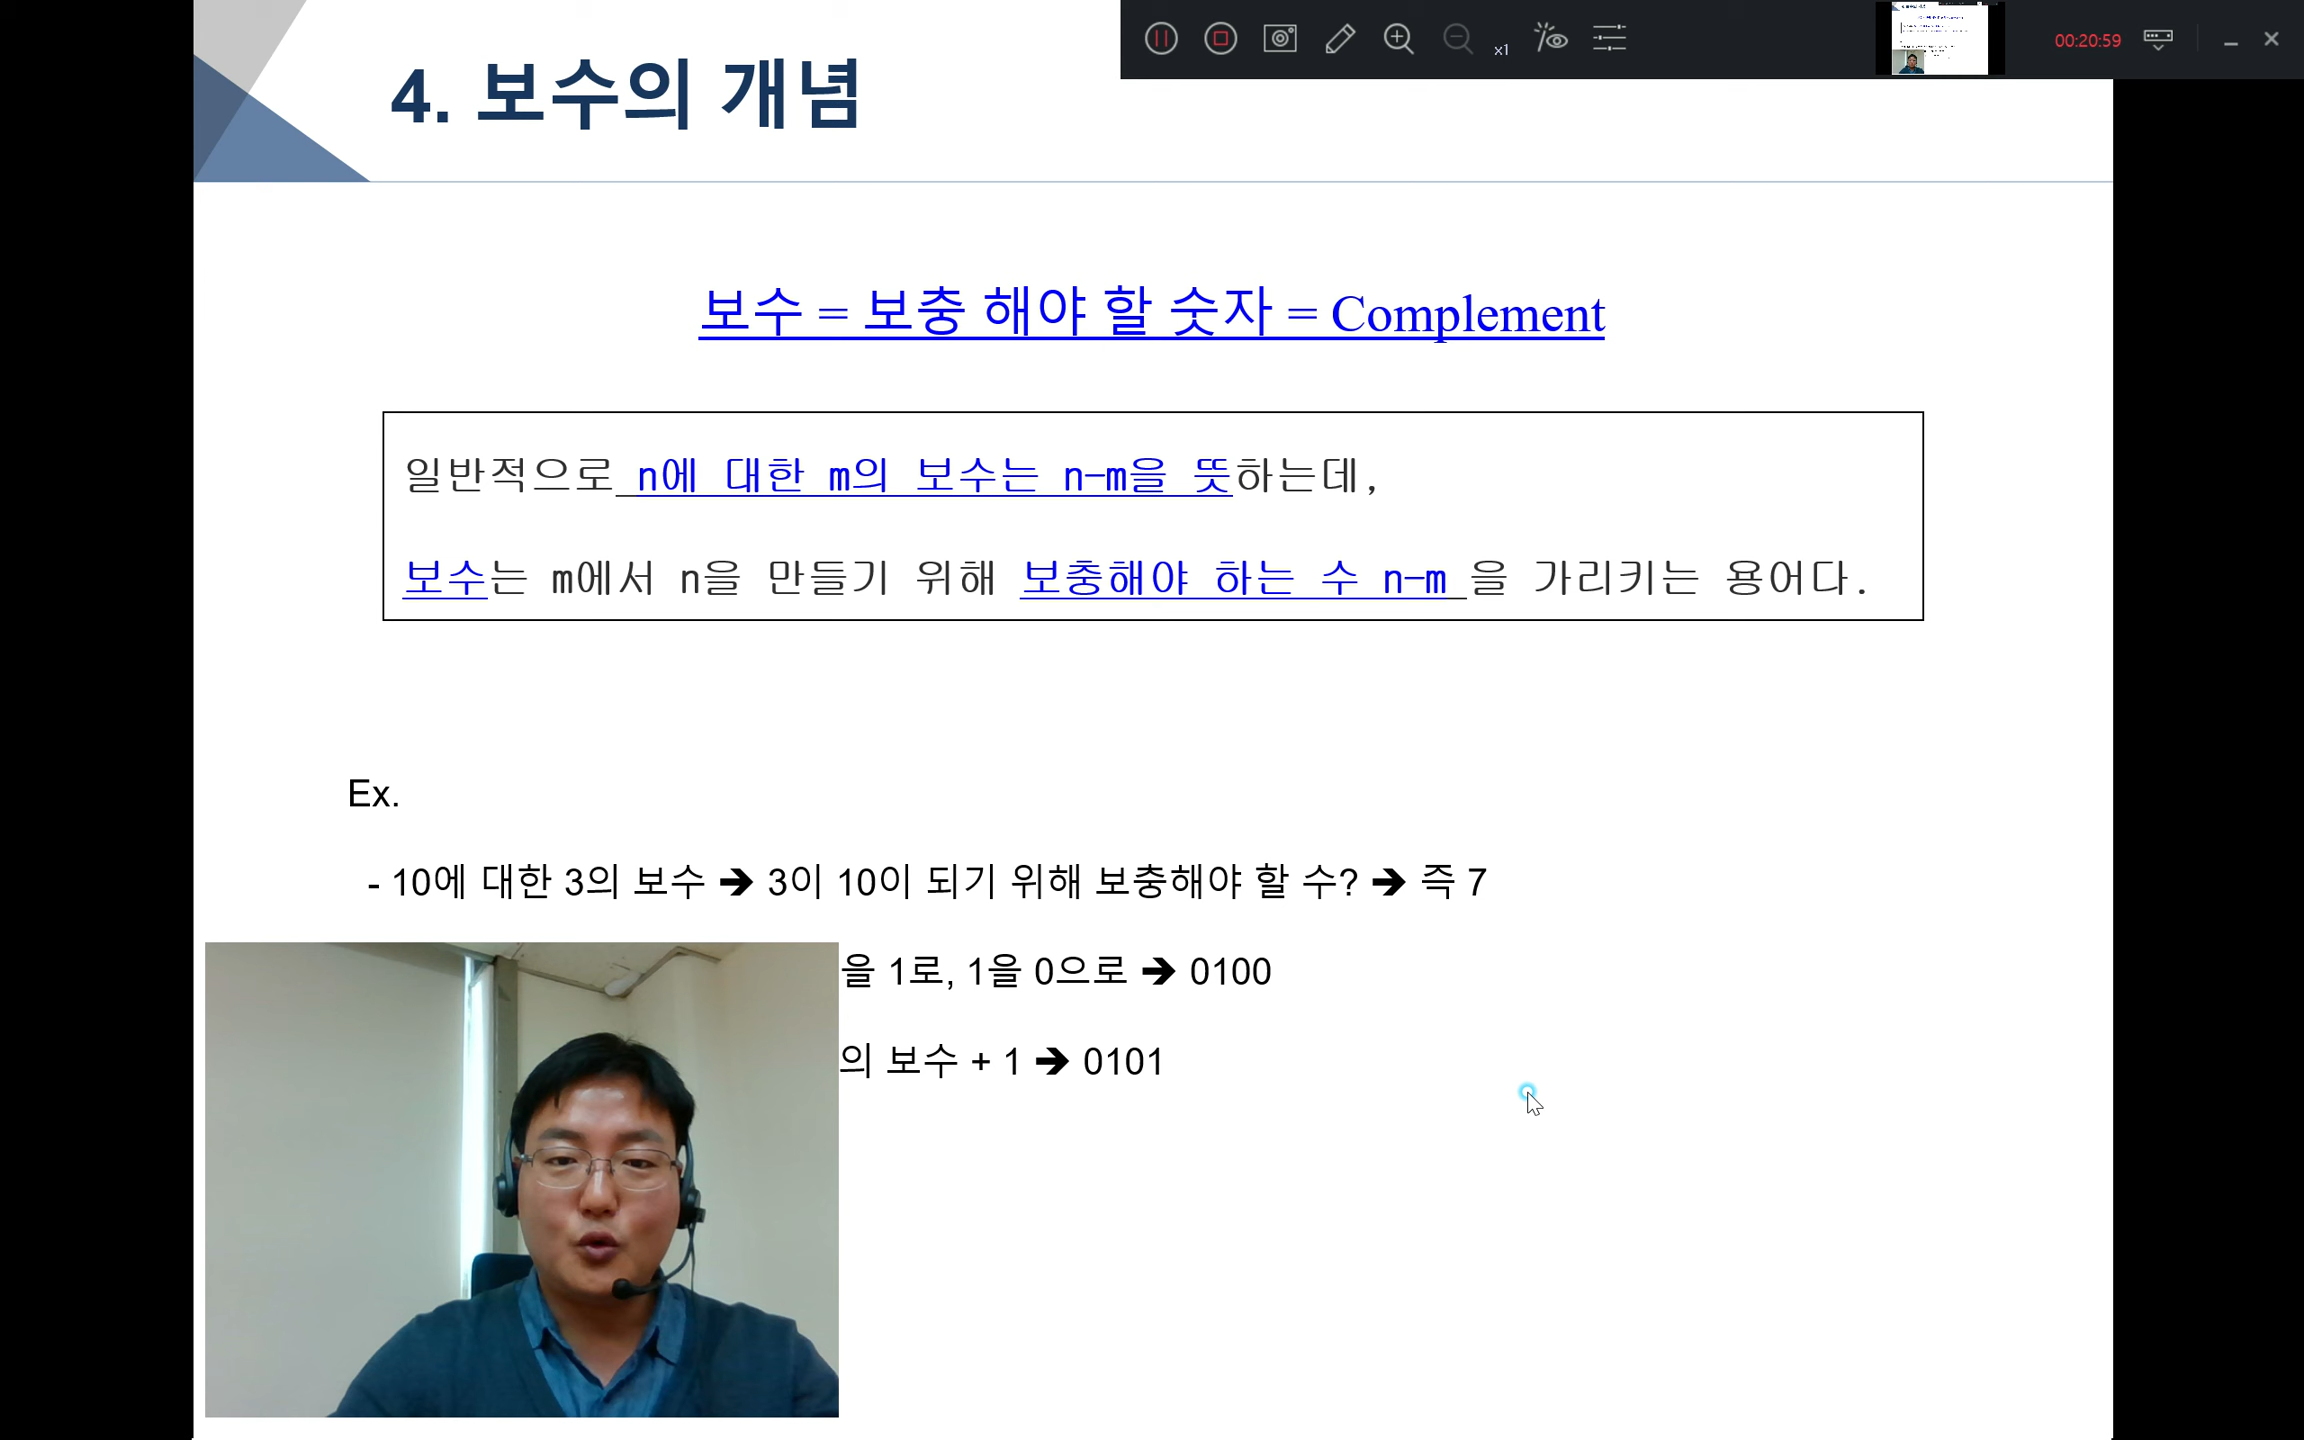 4. 보수의 개념
x1
00:20:59
보수 = 보충 해야 할 숫자 = Complement
일반적으로 n에 대한 m의 보수는 n-m을 뜻하는데,
보수는 m에서 n을 만들기 위해 보충해야 하는 수 n-m 을 가리키는 용어다.
Ex.
- 10에 대한 3의 보수 ➔ 3이 10이 되기 위해 보충해야 할 수? ➔ 즉 7
을 1로, 1을 0으로 ➔ 0100
의 보수 + 1 ➔ 0101